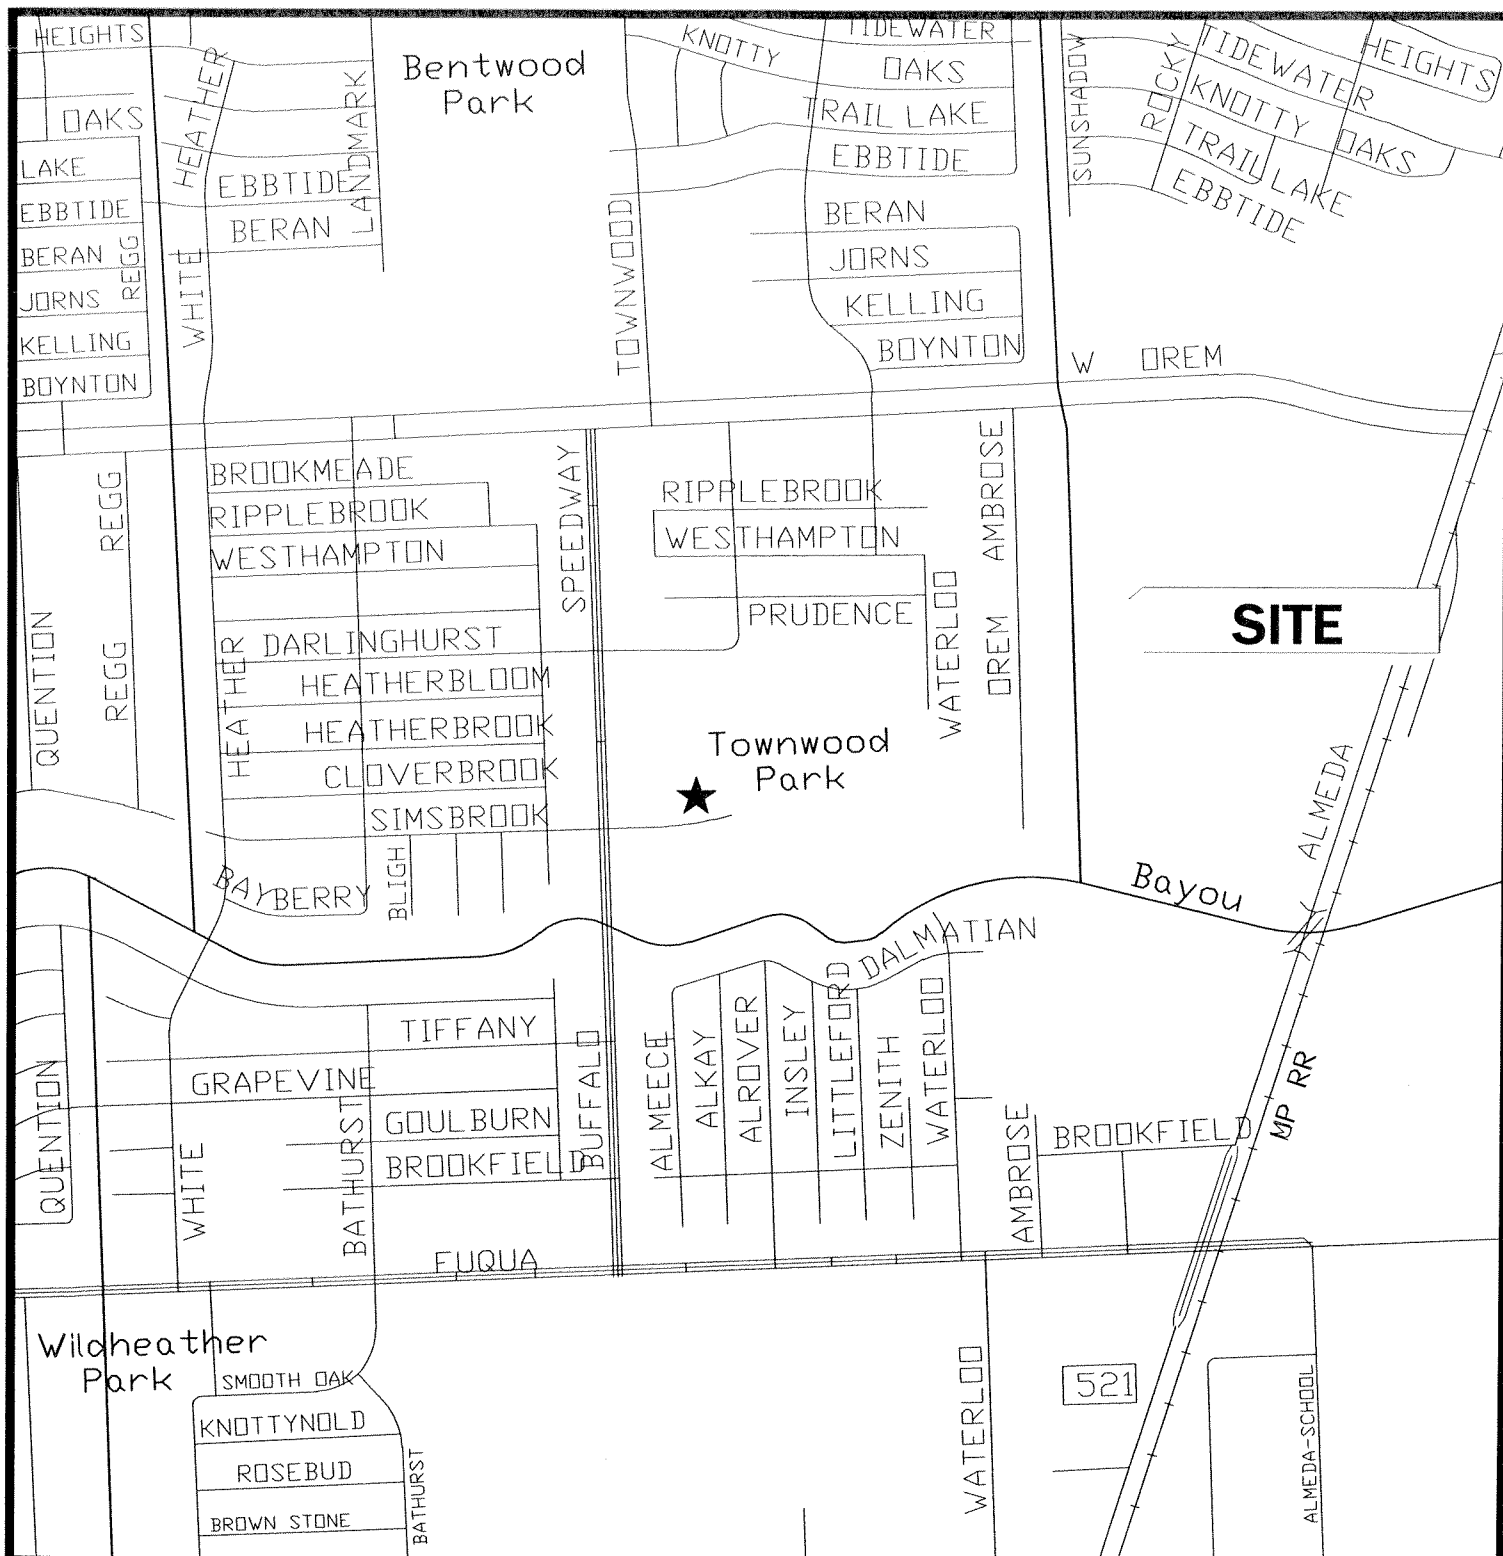 HEIGHTS
HEATHER
LANDMARK
Bentwood
Park
KNOTTY
TIDEWATER
OAKS
TRAIL LAKE
EBBTIDE
SUNSHADOW
ROCKY
TIDEWATER
HEIGHTS
KNOTTY OAKS
TRAIL LAKE
EBBTIDE
OAKS
LAKE
EBBTIDE
BERAN
REGG
JORNS
KELLING
BOYNTON
WHITE
EBBTIDE
BERAN
TOWNWOOD
BERAN
JORNS
KELLING
BOYNTON
W OREM
REGG
REGG
QUENTION
BROOKMEADE
RIPPLEBROOK
WESTHAMPTON
SPEEDWAY
RIPPLEBROOK
WESTHAMPTON
PRUDENCE
AMBROSE
OREM
WATERLOO
SITE
HEATHER
DARLINGHURST
HEATHERBLOOM
HEATHERBROOK
CLOVERBROOK
SIMSBROOK
Townwood
Park
ALMEDA
BAYBERRY
BLIGH
Bayou
DALMATIAN
TIFFANY
GRAPEVINE
GOULBURN
BROOKFIELD
QUENTION
WHITE
BATHURST
BUFFALO
ALMEECE
ALKAY
ALROVER
INSLEY
LITTLEFORD
ZENITH
WATERLOO
AMBROSE
BROOKFIELD
MP RR
FUQUA
Wildheather
Park
SMOOTH OAK
KNOTTYNOLD
ROSEBUD
BROWN STONE
BATHURST
WATERLOO
521
ALMEDA-SCHOOL